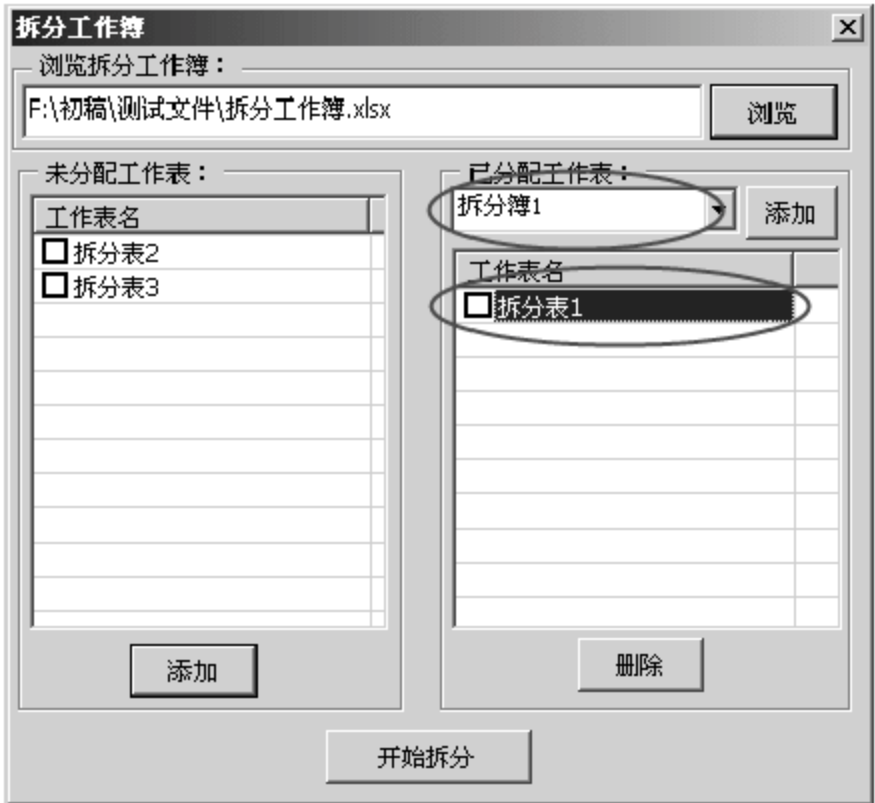 拆分工作簿
浏览拆分工作簿：
F:\初稿\测试文件\拆分工作簿.xlsx
浏览
未分配工作表：
工作表名
拆分表2
拆分表3
添加
已分配工作表：
拆分簿1
添加
工作表名
拆分表1
删除
开始拆分